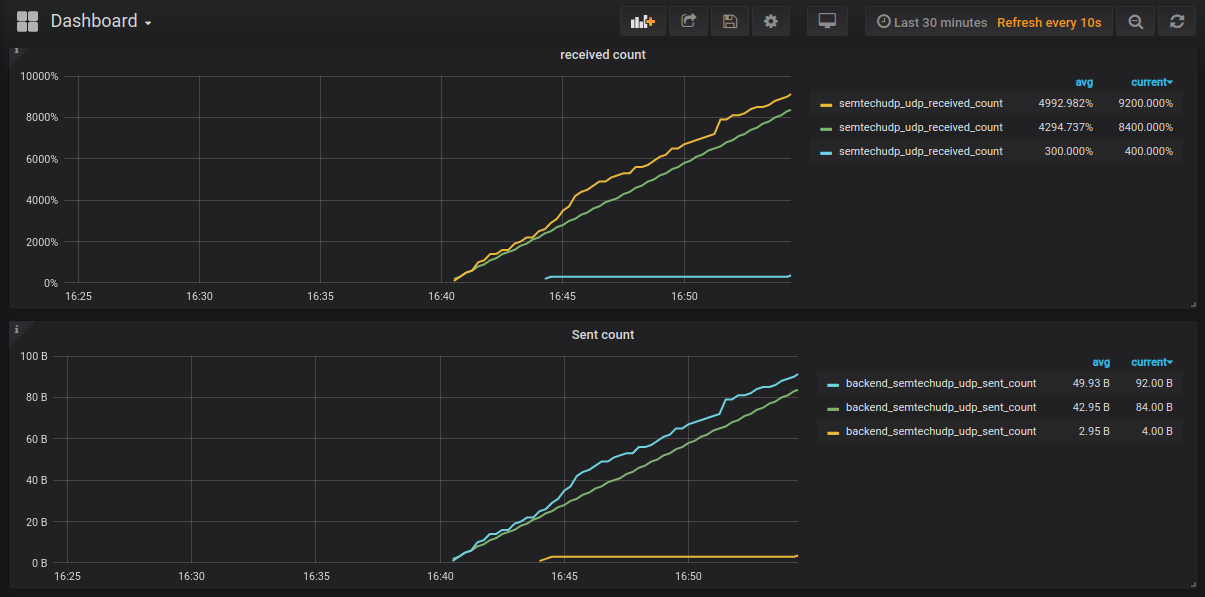 Dashboard
Last 30 minutes Refresh every 10s
i
received count
10000%
8000%
6000%
4000%
2000%
0%
16:25 16:30 16:35 16:40 16:45 16:50
avg current
semtechudp_udp_received_count 4992.982% 9200.000%
semtechudp_udp_received_count 4294.737% 8400.000%
semtechudp_udp_received_count 300.000% 400.000%
i
Sent count
100 B
80 B
60 B
40 B
20 B
0 B
16:25 16:30 16:35 16:40 16:45 16:50
avg current
backend_semtechudp_udp_sent_count 49.93 B 92.00 B
backend_semtechudp_udp_sent_count 42.95 B 84.00 B
backend_semtechudp_udp_sent_count 2.95 B 4.00 B